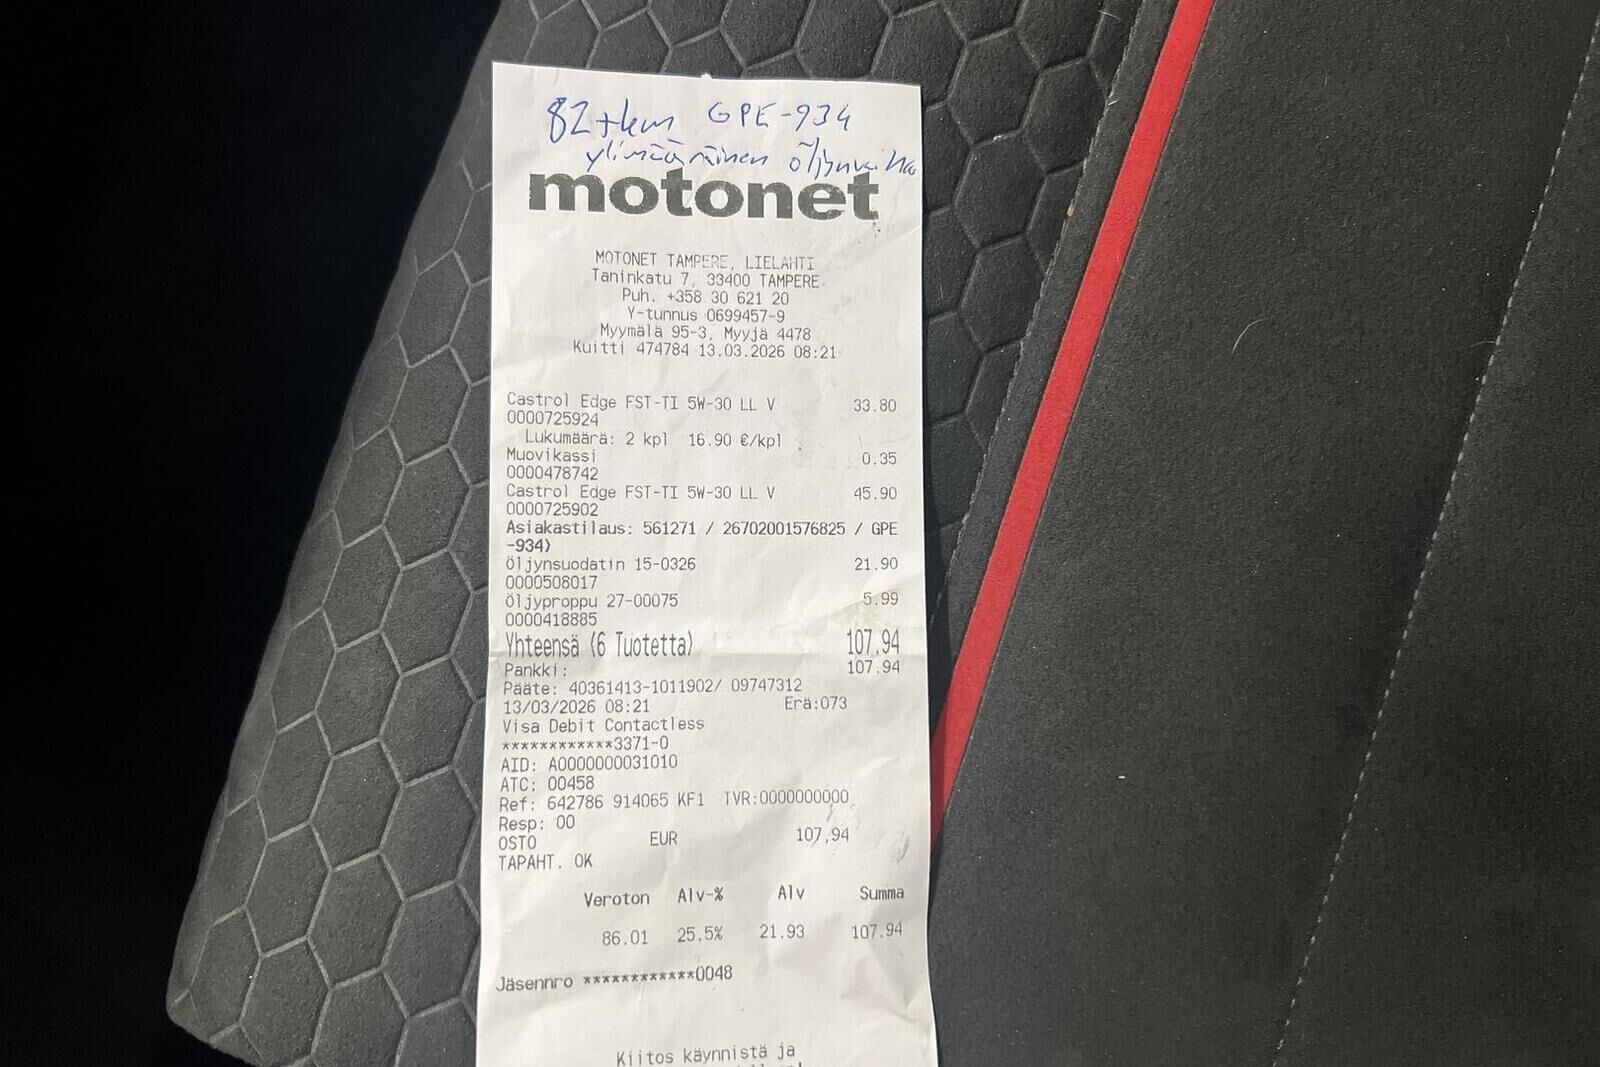 82 tkm GPE-934
ylimääräinen öljynvaihto
motonet
MOTONET TAMPERE, LIELAHTI
Taninkatu 7, 33400 TAMPERE
Puh. +358 30 621 20
Y-tunnus 0699457-9
Myymälä 95-3, Myyjä 4478
Kuitti 474784 13.03.2026 08:21
Castrol Edge FST-TI 5W-30 LL V 33.80
0000725924
Lukumäärä: 2 kpl 16.90 €/kpl
Muovikassi 0.35
0000478742
Castrol Edge FST-TI 5W-30 LL V 45.90
0000725902
Asiakastilaus: 561271 / 26702001576825 / GPE
-934)
Öljynsuodatin 15-0326 21.90
0000508017
Öljyproppu 27-00075 5.99
0000418885
Yhteensä (6 Tuotetta) 107.94
Pankki: 107.94
Pääte: 40361413-1011902/ 09747312
13/03/2026 08:21 Erä:073
Visa Debit Contactless
************3371-0
AID: A0000000031010
ATC: 00458
Ref: 642786 914065 KF1 TVR:0000000000
Resp: 00
OSTO EUR 107,94
TAPAHT. OK
Veroton Alv-% Alv Summa
86.01 25.5% 21.93 107.94
Jäsennro ************0048
Kiitos käynnistä ja